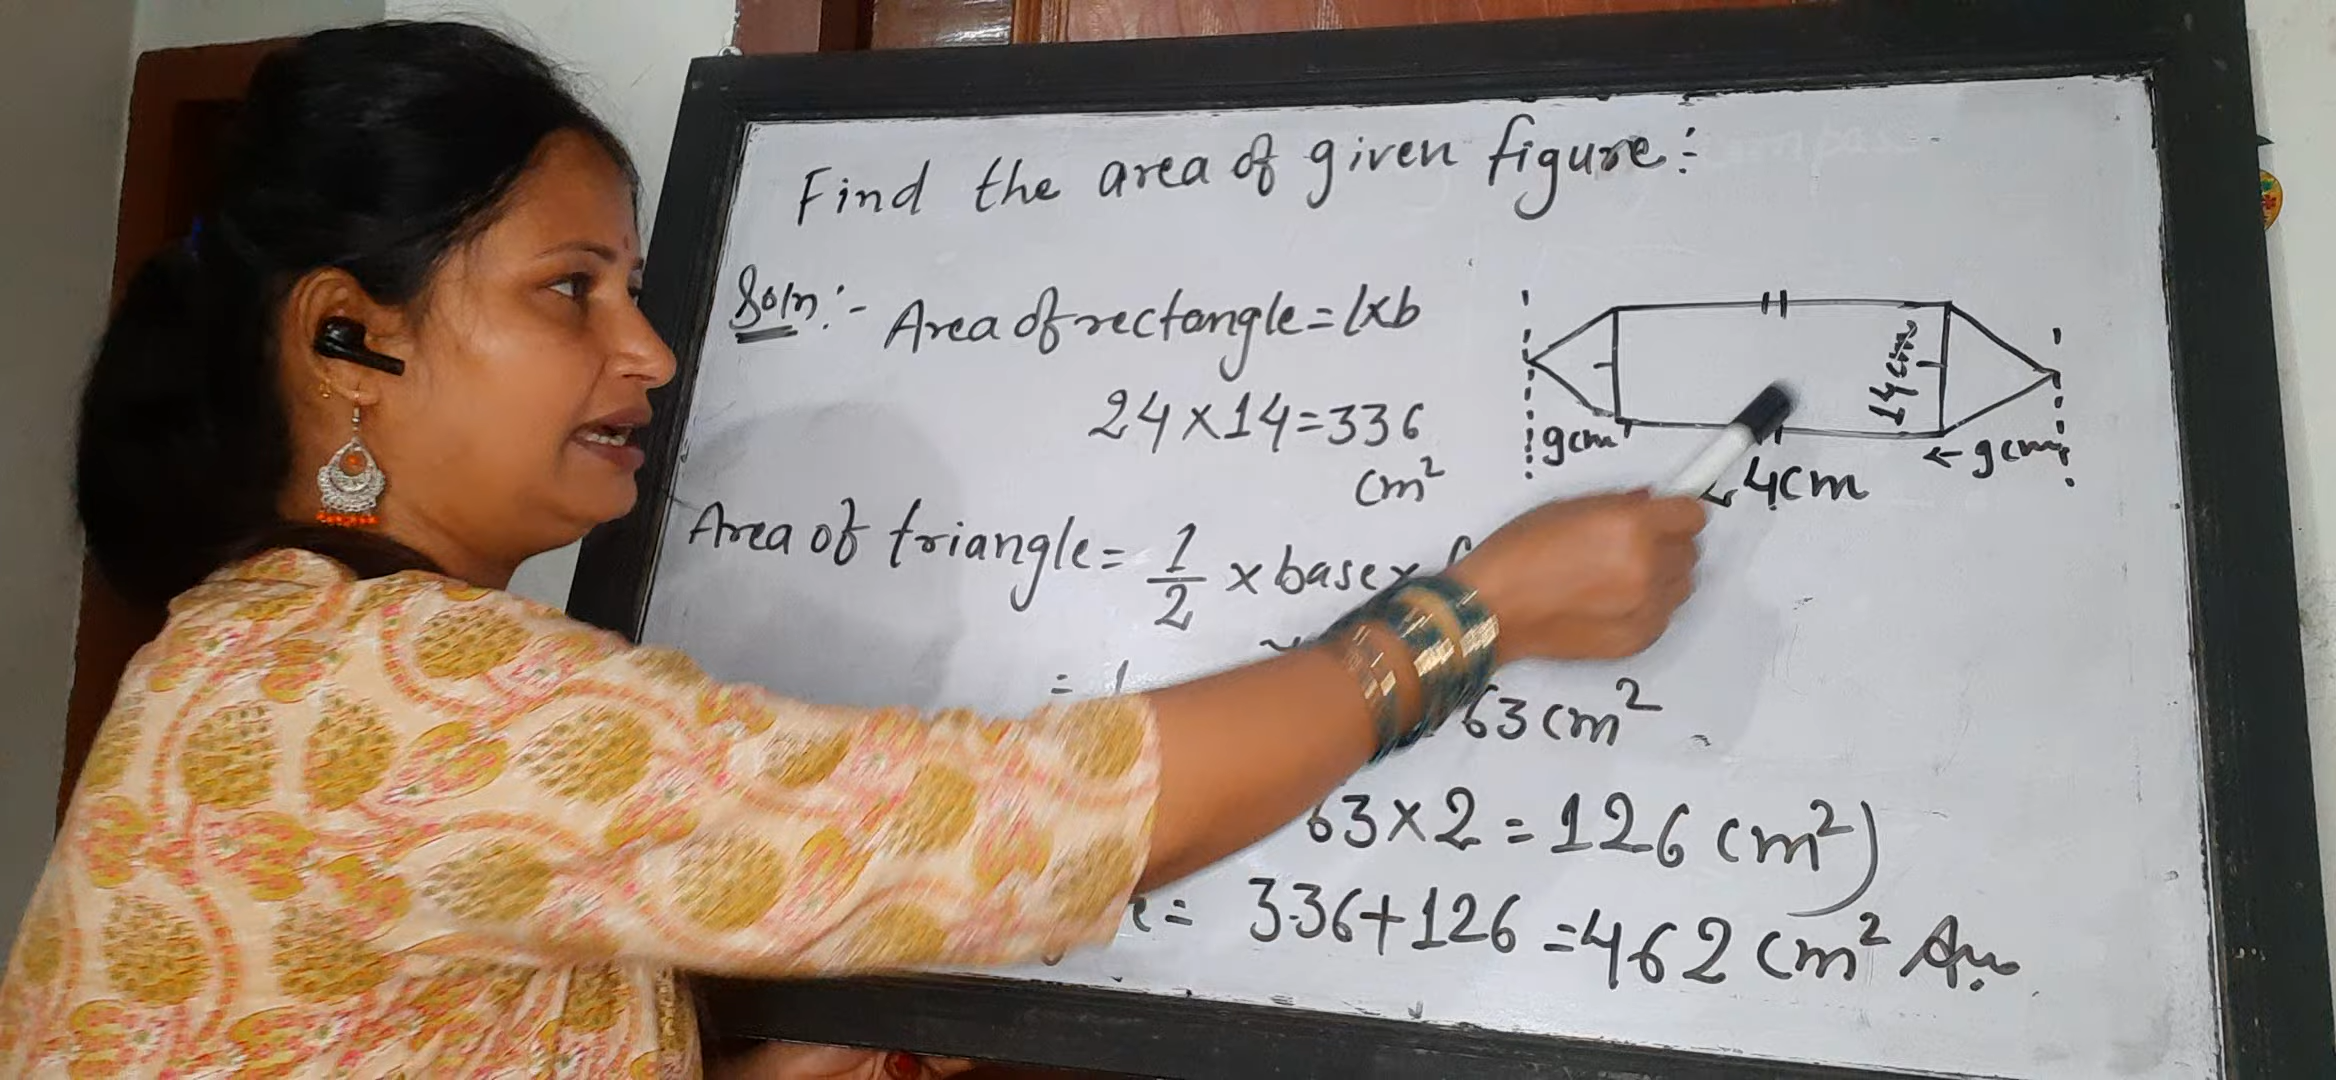 Find the area of given figure:
Soln:- Area of rectangle = l×b
24×14=336
cm²
Area of triangle = 1/2 × base ×
=
63 cm²
63×2 = 126 cm²)
= 336+126 =462 cm² Ans
14cm
9cm
4cm
← 9cm